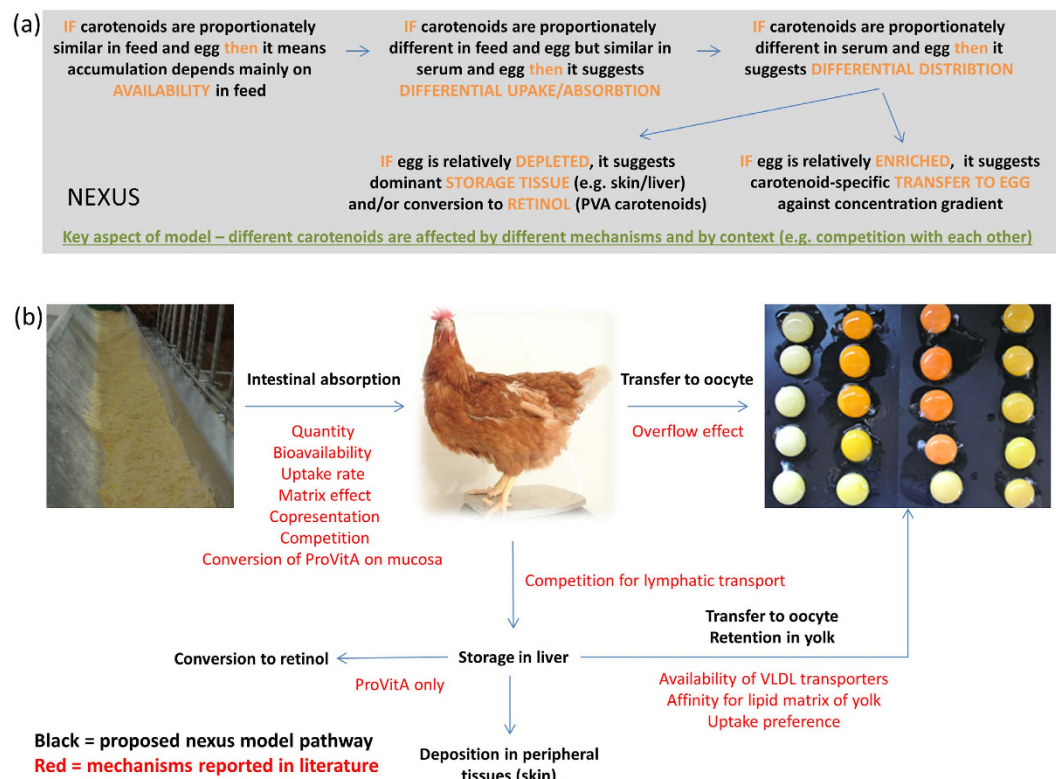 (a)
IF carotenoids are proportionately
similar in feed and egg then it means
accumulation depends mainly on
AVAILABILITY in feed
IF carotenoids are proportionately
different in feed and egg but similar in
serum and egg then it suggests
DIFFERENTIAL UPAKE/ABSORBTION
IF carotenoids are proportionately
different in serum and egg then it
suggests DIFFERENTIAL DISTRIBTION
IF egg is relatively DEPLETED, it suggests
dominant STORAGE TISSUE (e.g. skin/liver)
and/or conversion to RETINOL (PVA carotenoids)
IF egg is relatively ENRICHED, it suggests
carotenoid-specific TRANSFER TO EGG
against concentration gradient
NEXUS
Key aspect of model – different carotenoids are affected by different mechanisms and by context (e.g. competition with each other)
(b)
Intestinal absorption
Quantity
Bioavailability
Uptake rate
Matrix effect
Copresentation
Competition
Conversion of ProVitA on mucosa
Transfer to oocyte
Overflow effect
Competition for lymphatic transport
Transfer to oocyte
Retention in yolk
Conversion to retinol
ProVitA only
Storage in liver
Availability of VLDL transporters
Affinity for lipid matrix of yolk
Uptake preference
Black = proposed nexus model pathway
Red = mechanisms reported in literature
Deposition in peripheral
tissues (skin)